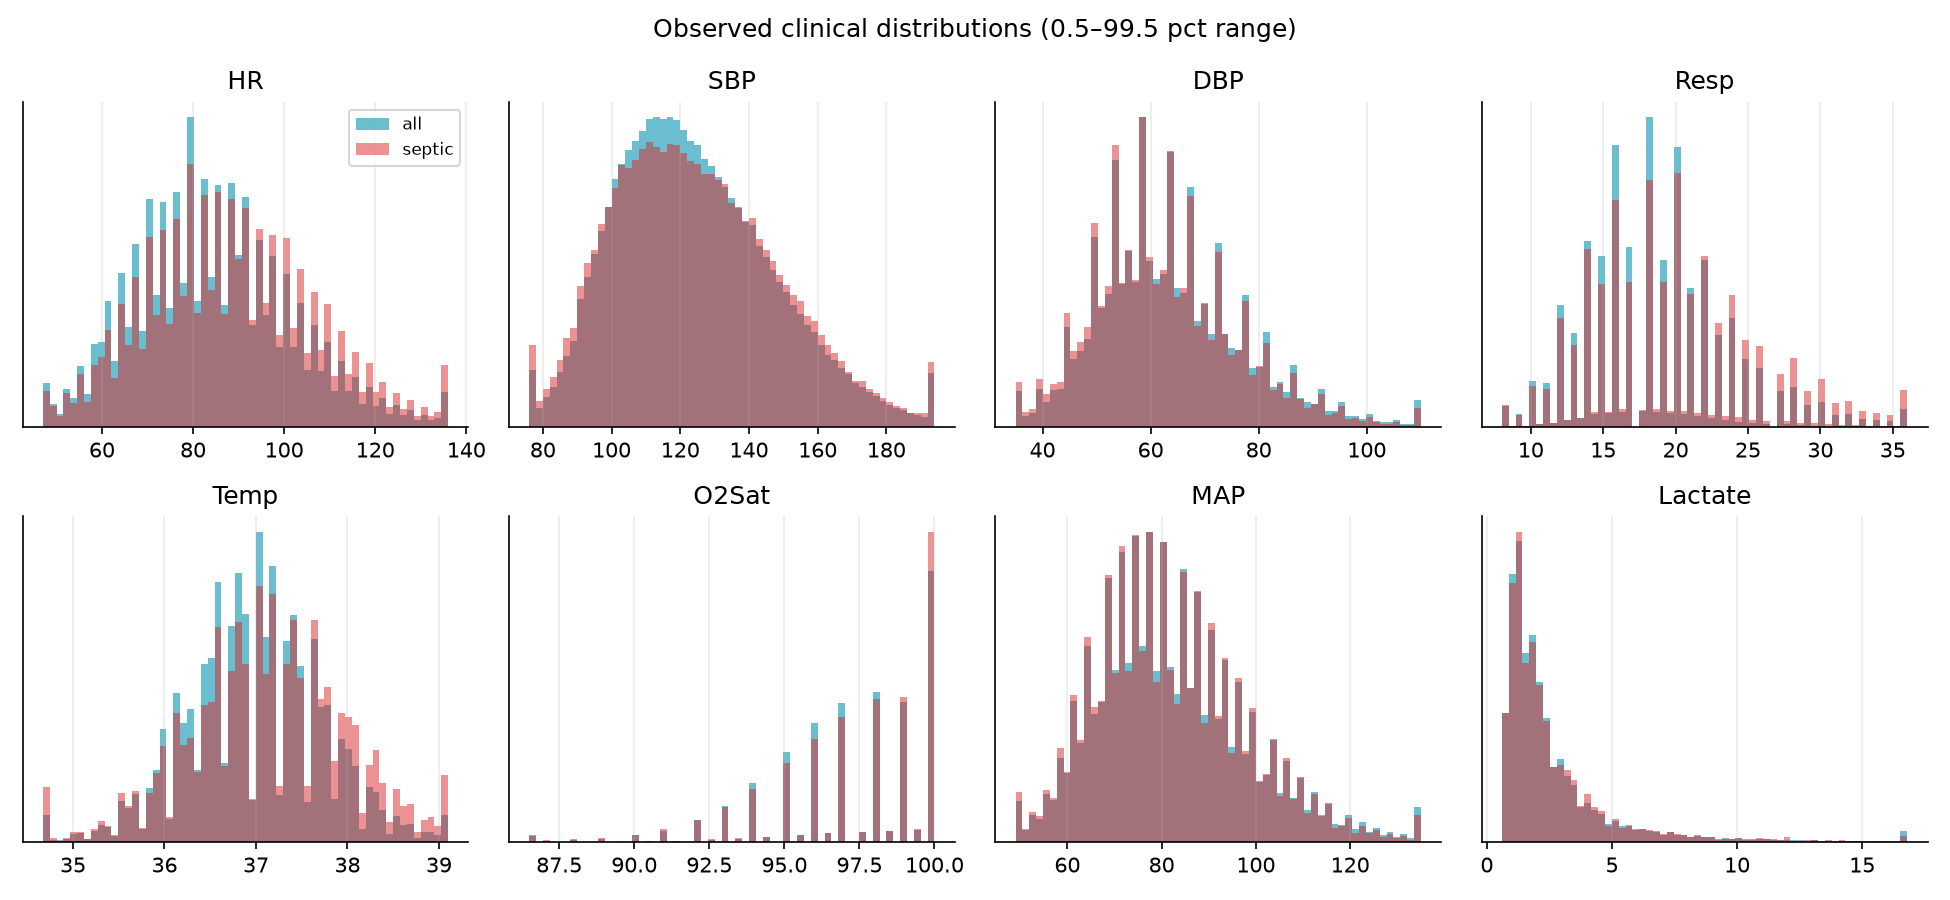 Observed clinical distributions (0.5–99.5 pct range)
HR
SBP
DBP
Resp
all
septic
60 80 100 120 140
80 100 120 140 160 180
40 60 80 100
10 15 20 25 30 35
Temp
O2Sat
MAP
Lactate
35 36 37 38 39
87.5 90.0 92.5 95.0 97.5 100.0
60 80 100 120
0 5 10 15